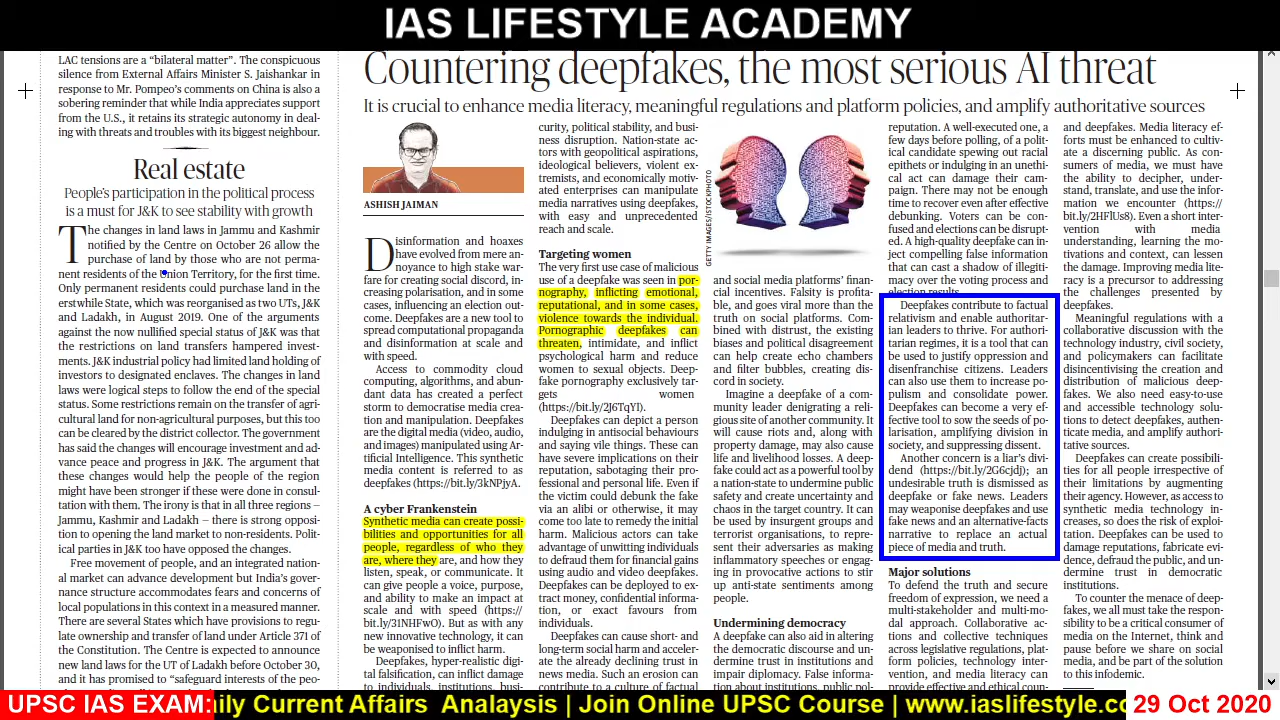 IAS LIFESTYLE ACADEMY
LAC tensions are a “bilateral matter”. The conspicuous
silence from External Affairs Minister S. Jaishankar in
response to Mr. Pompeo's comments on China is also a
sobering reminder that while India appreciates support
from the U.S., it retains its strategic autonomy in deal-
ing with threats and troubles with its biggest neighbour.
Real estate
People's participation in the political process
is a must for J&K to see stability with growth
The changes in land laws in Jammu and Kashmir
notified by the Centre on October 26 allow the
purchase of land by those who are not perma-
nent residents of the Union Territory, for the first time.
Only permanent residents could purchase land in the
erstwhile State, which was reorganised as two UTs, J&K
and Ladakh, in August 2019. One of the arguments
against the now nullified special status of J&K was that
the restrictions on land transfers hampered invest-
ments. J&K industrial policy had limited land holding of
investors to designated enclaves. The changes in land
laws were logical steps to follow the end of the special
status. Some restrictions remain on the transfer of agri-
cultural land for non-agricultural purposes, but this too
can be cleared by the district collector. The government
has said the changes will encourage investment and ad-
vance peace and progress in J&K. The argument that
these changes would help the people of the region
might have been stronger if these were done in consul-
tation with them. The irony is that in all three regions –
Jammu, Kashmir and Ladakh – there is strong opposi-
tion to opening the land market to non-residents. Polit-
ical parties in J&K too have opposed the changes.
Free movement of people, and an integrated nation-
al market can advance development but India's gover-
nance structure accommodates fears and concerns of
local populations in this context in a measured manner.
There are several States which have provisions to regu-
late ownership and transfer of land under Article 371 of
the Constitution. The Centre is expected to announce
new land laws for the UT of Ladakh before October 30,
and it has promised to “safeguard interests of the peo-
Countering deepfakes, the most serious AI threat
It is crucial to enhance media literacy, meaningful regulations and platform policies, and amplify authoritative sources
ASHISH JAIMAN
Disinformation and hoaxes
have evolved from mere an-
noyance to high stake war-
fare for creating social discord, in-
creasing polarisation, and in some
cases, influencing an election out-
come. Deepfakes are a new tool to
spread computational propaganda
and disinformation at scale and
with speed.
Access to commodity cloud
computing, algorithms, and abun-
dant data has created a perfect
storm to democratise media crea-
tion and manipulation. Deepfakes
are the digital media (video, audio,
and images) manipulated using Ar-
tificial Intelligence. This synthetic
media content is referred to as
deepfakes (https://bit.ly/3kNPjyA.
A cyber Frankenstein
Synthetic media can create possi-
bilities and opportunities for all
people, regardless of who they
are, where they are, and how they
listen, speak, or communicate. It
can give people a voice, purpose,
and ability to make an impact at
scale and with speed (https://
bit.ly/31NHFwO). But as with any
new innovative technology, it can
be weaponised to inflict harm.
Deepfakes, hyper-realistic digi-
tal falsification, can inflict damage
to individuals, institutions, busi-
curity, political stability, and busi-
ness disruption. Nation-state ac-
tors with geopolitical aspirations,
ideological believers, violent ex-
tremists, and economically motiv-
ated enterprises can manipulate
media narratives using deepfakes,
with easy and unprecedented
reach and scale.
Targeting women
The very first use case of malicious
use of a deepfake was seen in por-
nography, inflicting emotional,
reputational, and in some cases,
violence towards the individual.
Pornographic deepfakes can
threaten, intimidate, and inflict
psychological harm and reduce
women to sexual objects. Deep-
fake pornography exclusively tar-
gets women
(https://bit.ly/2J6TqYI).
Deepfakes can depict a person
indulging in antisocial behaviours
and saying vile things. These can
have severe implications on their
reputation, sabotaging their pro-
fessional and personal life. Even if
the victim could debunk the fake
via an alibi or otherwise, it may
come too late to remedy the initial
harm. Malicious actors can take
advantage of unwitting individuals
to defraud them for financial gains
using audio and video deepfakes.
Deepfakes can be deployed to ex-
tract money, confidential informa-
tion, or exact favours from
individuals.
Deepfakes can cause short- and
long-term social harm and acceler-
ate the already declining trust in
news media. Such an erosion can
contribute to a culture of factual
GETTY IMAGES/ISTOCKPHOTO
and social media platforms' finan-
cial incentives. Falsity is profita-
ble, and goes viral more than the
truth on social platforms. Com-
bined with distrust, the existing
biases and political disagreement
can help create echo chambers
and filter bubbles, creating dis-
cord in society.
Imagine a deepfake of a com-
munity leader denigrating a reli-
gious site of another community. It
will cause riots and, along with
property damage, may also cause
life and livelihood losses. A deep-
fake could act as a powerful tool by
a nation-state to undermine public
safety and create uncertainty and
chaos in the target country. It can
be used by insurgent groups and
terrorist organisations, to repre-
sent their adversaries as making
inflammatory speeches or engag-
ing in provocative actions to stir
up anti-state sentiments among
people.
Undermining democracy
A deepfake can also aid in altering
the democratic discourse and un-
dermine trust in institutions and
impair diplomacy. False informa-
tion about institutions, public pol-
reputation. A well-executed one, a
few days before polling, of a pol-
itical candidate spewing out racial
epithets or indulging in an unethi-
cal act can damage their cam-
paign. There may not be enough
time to recover even after effective
debunking. Voters can be con-
fused and elections can be disrupt-
ed. A high-quality deepfake can in-
ject compelling false information
that can cast a shadow of illegiti-
macy over the voting process and
election results.
Deepfakes contribute to factual
relativism and enable authoritar-
ian leaders to thrive. For authori-
tarian regimes, it is a tool that can
be used to justify oppression and
disenfranchise citizens. Leaders
can also use them to increase po-
pulism and consolidate power.
Deepfakes can become a very ef-
fective tool to sow the seeds of po-
larisation, amplifying division in
society, and suppressing dissent.
Another concern is a liar's divi-
dend (https://bit.ly/2G6cjdj); an
undesirable truth is dismissed as
deepfake or fake news. Leaders
may weaponise deepfakes and use
fake news and an alternative-facts
narrative to replace an actual
piece of media and truth.
Major solutions
To defend the truth and secure
freedom of expression, we need a
multi-stakeholder and multi-mo-
dal approach. Collaborative ac-
tions and collective techniques
across legislative regulations, plat-
form policies, technology inter-
vention, and media literacy can
provide effective and ethical coun-
and deepfakes. Media literacy ef-
forts must be enhanced to cultiv-
ate a discerning public. As con-
sumers of media, we must have
the ability to decipher, under-
stand, translate, and use the infor-
mation we encounter (https://
bit.ly/2HFlUs8). Even a short inter-
vention with media
understanding, learning the mo-
tivations and context, can lessen
the damage. Improving media lite-
racy is a precursor to addressing
the challenges presented by
deepfakes.
Meaningful regulations with a
collaborative discussion with the
technology industry, civil society,
and policymakers can facilitate
disincentivising the creation and
distribution of malicious deep-
fakes. We also need easy-to-use
and accessible technology solu-
tions to detect deepfakes, authen-
ticate media, and amplify authori-
tative sources.
Deepfakes can create possibili-
ties for all people irrespective of
their limitations by augmenting
their agency. However, as access to
synthetic media technology in-
creases, so does the risk of exploi-
tation. Deepfakes can be used to
damage reputations, fabricate evi-
dence, defraud the public, and un-
dermine trust in democratic
institutions.
To counter the menace of deep-
fakes, we all must take the respon-
sibility to be a critical consumer of
media on the Internet, think and
pause before we share on social
media, and be part of the solution
to this infodemic.
UPSC IAS EXAM: ily Current Affairs Analaysis | Join Online UPSC Course | www.iaslifestyle.co 29 Oct 2020